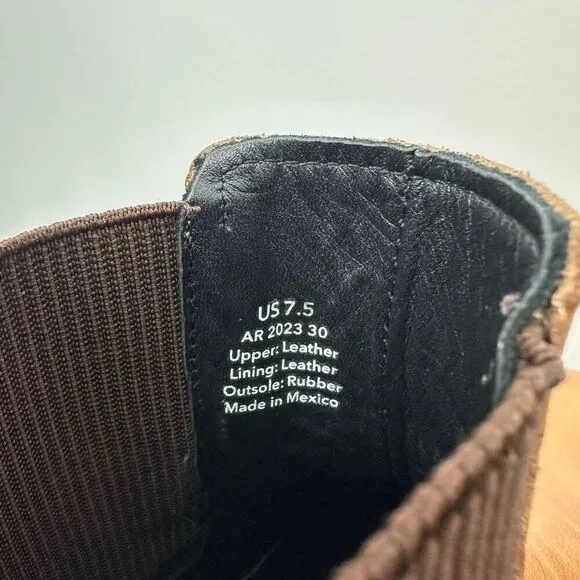 US 7.5
AR 2023 30
Upper: Leather
Lining: Leather
Outsole: Rubber
Made in Mexico